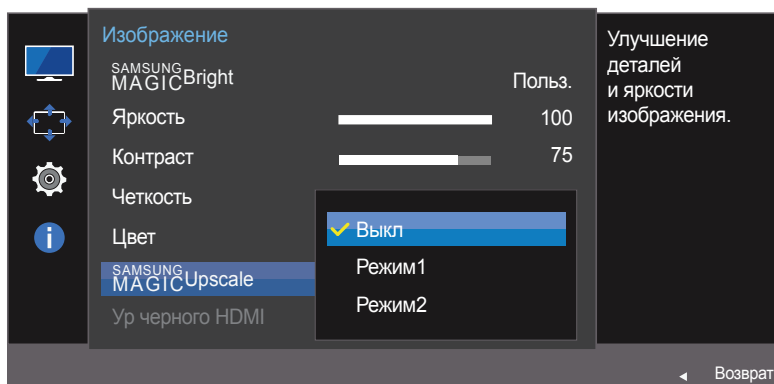 Изображение
SAMSUNG
MAGICBright Польз.
Яркость 100
Контраст 75
Четкость
Цвет
SAMSUNG
MAGICUpscale
Ур черного HDMI
Выкл
Режим1
Режим2
Улучшение
деталей
и яркости
изображения.
Возврат